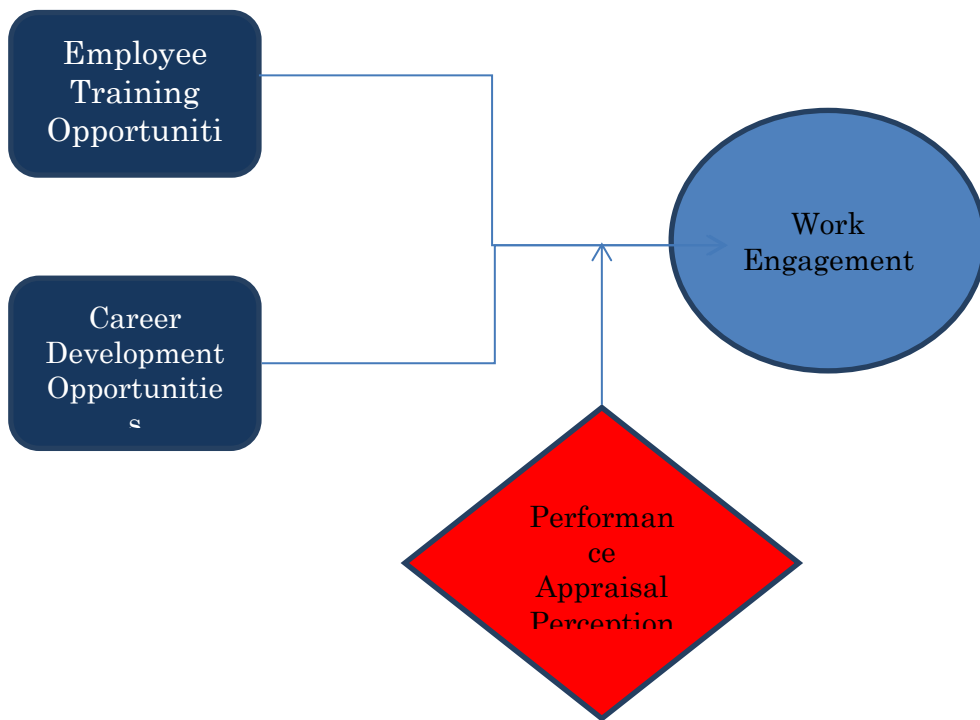 Employee
Training
Opportuniti
Career
Development
Opportunitie
s
Work
Engagement
Performan
ce
Appraisal
Perception